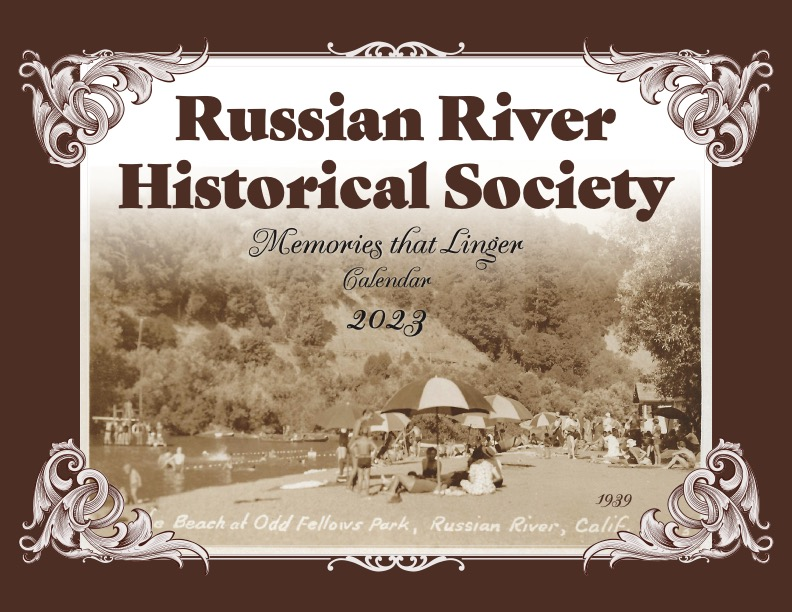 Russian River
Historical Society
Memories that Linger
Calendar
2023
1939
e Beach at Odd Fellows Park, Russian River, Calif.